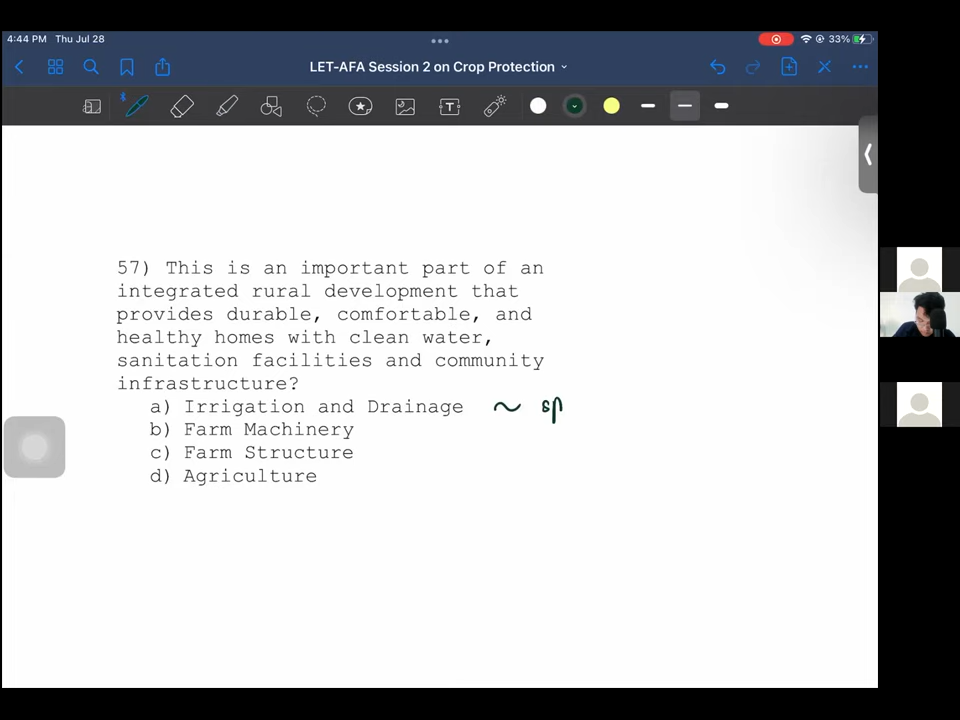 4:44 PM Thu Jul 28
33%
LET-AFA Session 2 on Crop Protection
57) This is an important part of an
integrated rural development that
provides durable, comfortable, and
healthy homes with clean water,
sanitation facilities and community
infrastructure?
a) Irrigation and Drainage ~ sp
b) Farm Machinery
c) Farm Structure
d) Agriculture